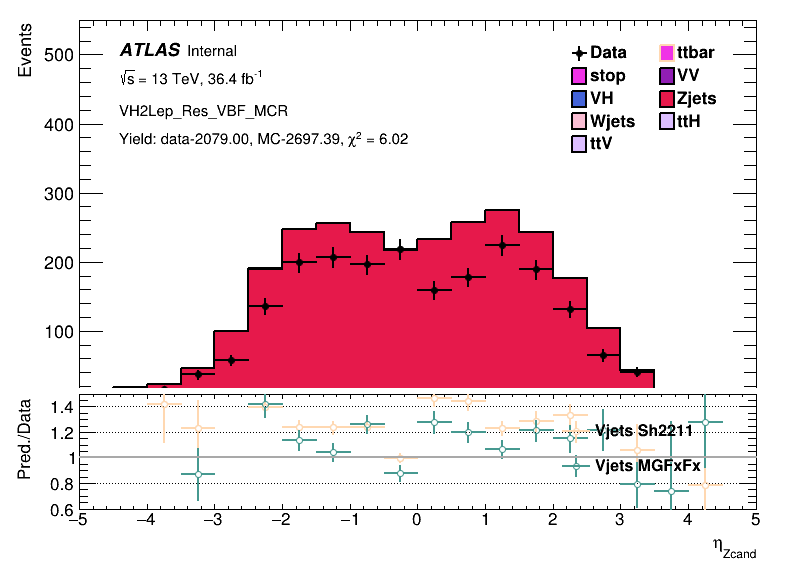 Events
500
400
300
200
100
ATLAS Internal
√s = 13 TeV, 36.4 fb⁻¹
VH2Lep_Res_VBF_MCR
Yield: data-2079.00, MC-2697.39, χ² = 6.02
Data ttbar
stop VV
VH Zjets
Wjets ttH
ttV
Pred./Data
1.4
1.2
1
0.8
0.6
Vjets Sh2211
Vjets MGFxFx
−5 −4 −3 −2 −1 0 1 2 3 4 5
η_Zcand